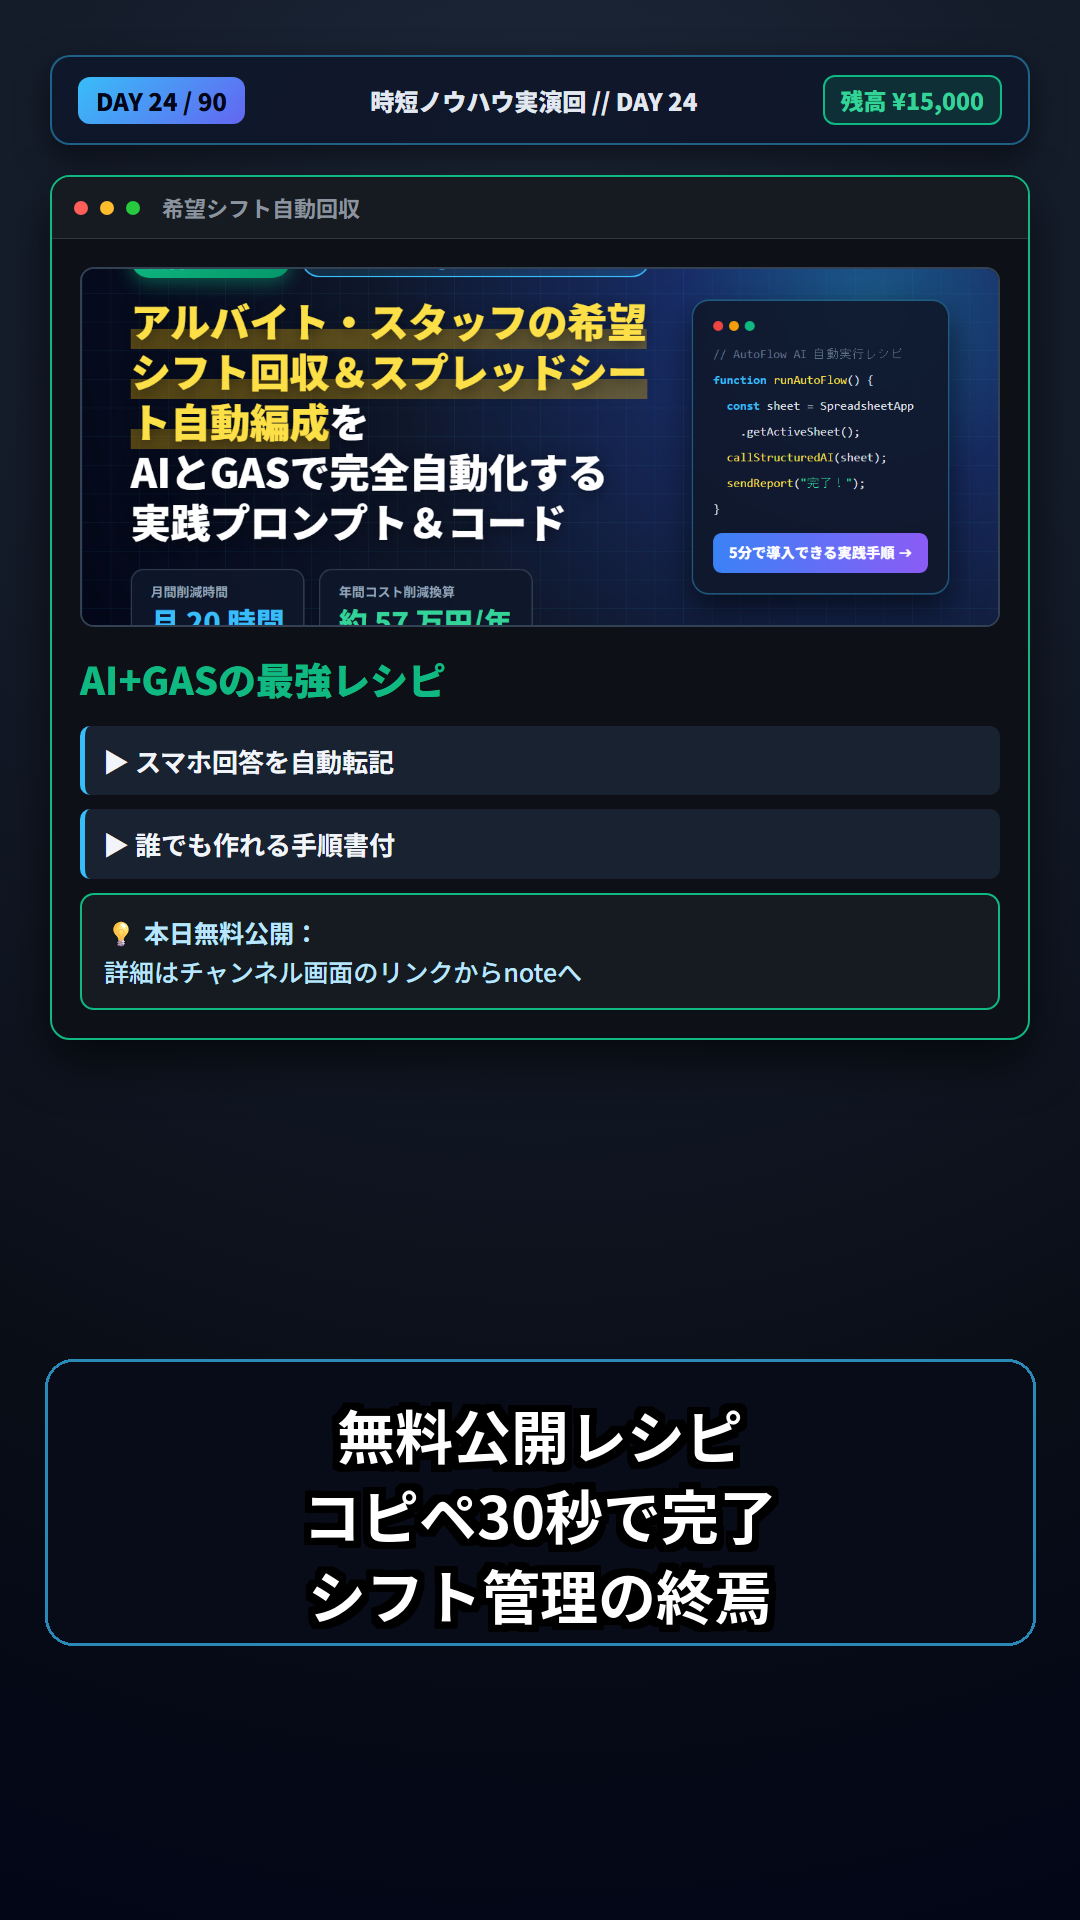 DAY 24 / 90
時短ノウハウ実演回 // DAY 24
残高 ¥15,000
希望シフト自動回収
アルバイト・スタッフの希望
シフト回収&スプレッドシー
ト自動編成を
AIとGASで完全自動化する
実践プロンプト&コード
月間削減時間
月 20 時間
年間コスト削減換算
約 57 万円/年
// AutoFlow AI 自動実行レシピ
function runAutoFlow() {
const sheet = SpreadsheetApp
.getActiveSheet();
callStructuredAI(sheet);
sendReport("完了！");
}
5分で導入できる実践手順 →
AI+GASの最強レシピ
▶ スマホ回答を自動転記
▶ 誰でも作れる手順書付
💡 本日無料公開：
詳細はチャンネル画面のリンクからnoteへ
無料公開レシピ
コピペ30秒で完了
シフト管理の終焉